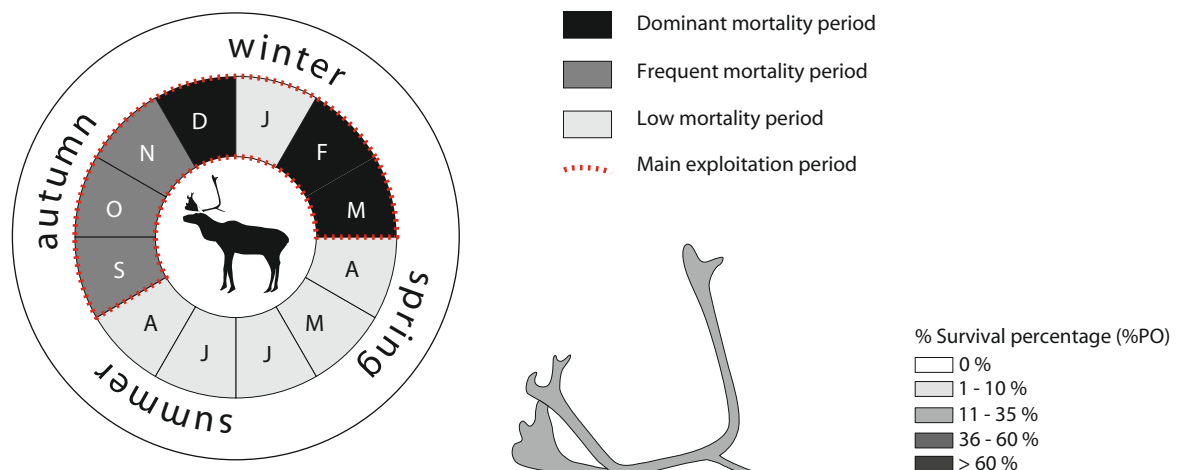 winter
spring
summer
autumn
J
F
M
A
M
J
J
A
S
O
N
D
Dominant mortality period
Frequent mortality period
Low mortality period
Main exploitation period
% Survival percentage (%PO)
0 %
1 - 10 %
11 - 35 %
36 - 60 %
> 60 %